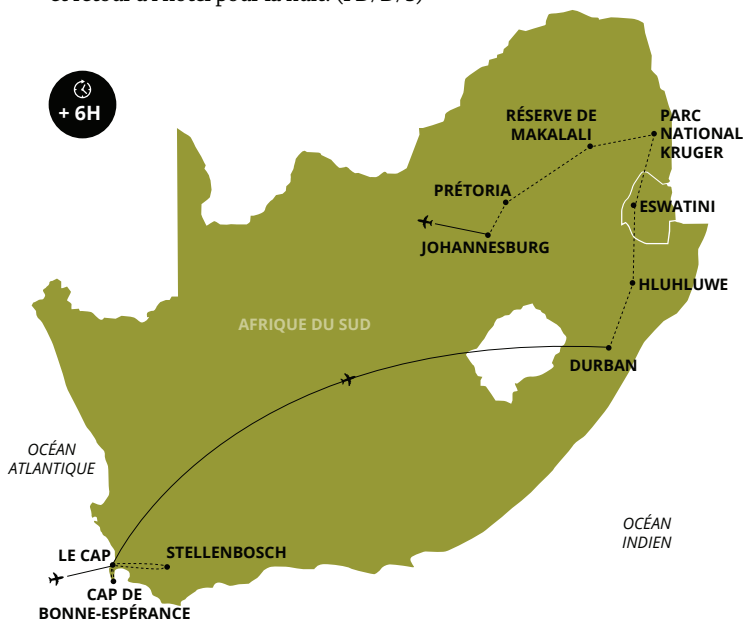 + 6H
RÉSERVE DE
MAKALALI
PARC
NATIONAL
KRUGER
PRÉTORIA
ESWATINI
JOHANNESBURG
HLUHLUWE
AFRIQUE DU SUD
DURBAN
OCÉAN
ATLANTIQUE
OCÉAN
INDIEN
LE CAP
STELLENBOSCH
CAP DE
BONNE-ESPÉRANCE